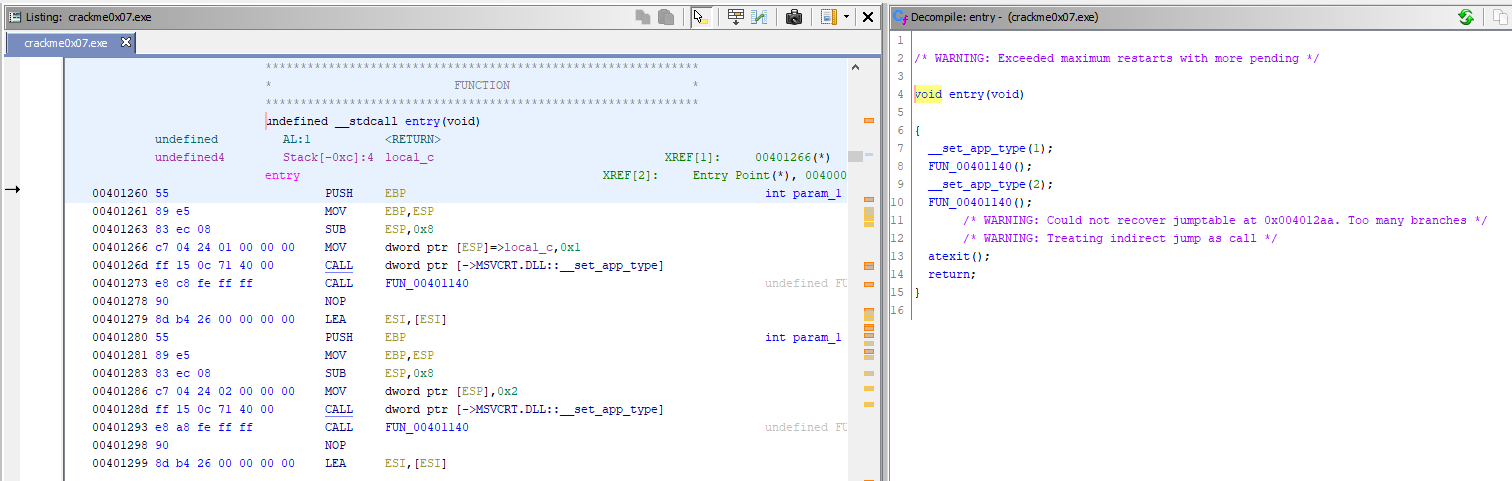 Listing: crackme0x07.exe
crackme0x07.exe
*************************************************************
* FUNCTION *
*************************************************************
undefined __stdcall entry(void)
undefined AL:1 <RETURN>
undefined4 Stack[-0xc]:4 local_c XREF[1]: 00401266(*)
entry XREF[2]: Entry Point(*), 004000
00401260 55 PUSH EBP int param_1
00401261 89 e5 MOV EBP,ESP
00401263 83 ec 08 SUB ESP,0x8
00401266 c7 04 24 01 00 00 00 MOV dword ptr [ESP]=>local_c,0x1
0040126d ff 15 0c 71 40 00 CALL dword ptr [->MSVCRT.DLL::__set_app_type]
00401273 e8 c8 fe ff ff CALL FUN_00401140 undefined FU
00401278 90 NOP
00401279 8d b4 26 00 00 00 00 LEA ESI,[ESI]
00401280 55 PUSH EBP int param_1
00401281 89 e5 MOV EBP,ESP
00401283 83 ec 08 SUB ESP,0x8
00401286 c7 04 24 02 00 00 00 MOV dword ptr [ESP],0x2
0040128d ff 15 0c 71 40 00 CALL dword ptr [->MSVCRT.DLL::__set_app_type]
00401293 e8 a8 fe ff ff CALL FUN_00401140 undefined FU
00401298 90 NOP
00401299 8d b4 26 00 00 00 00 LEA ESI,[ESI]
Decompile: entry - (crackme0x07.exe)
1
2 /* WARNING: Exceeded maximum restarts with more pending */
3
4 void entry(void)
5
6 {
7 __set_app_type(1);
8 FUN_00401140();
9 __set_app_type(2);
10 FUN_00401140();
11 /* WARNING: Could not recover jumptable at 0x004012aa. Too many branches */
12 /* WARNING: Treating indirect jump as call */
13 atexit();
14 return;
15 }
16